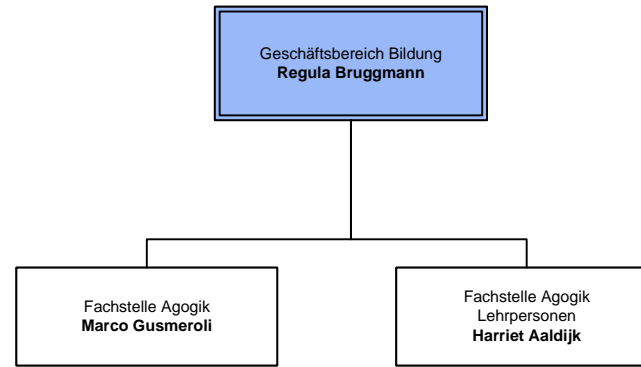 Geschäftsbereich Bildung
Regula Bruggmann
Fachstelle Agogik
Marco Gusmeroli
Fachstelle Agogik
Lehrpersonen
Harriet Aaldijk